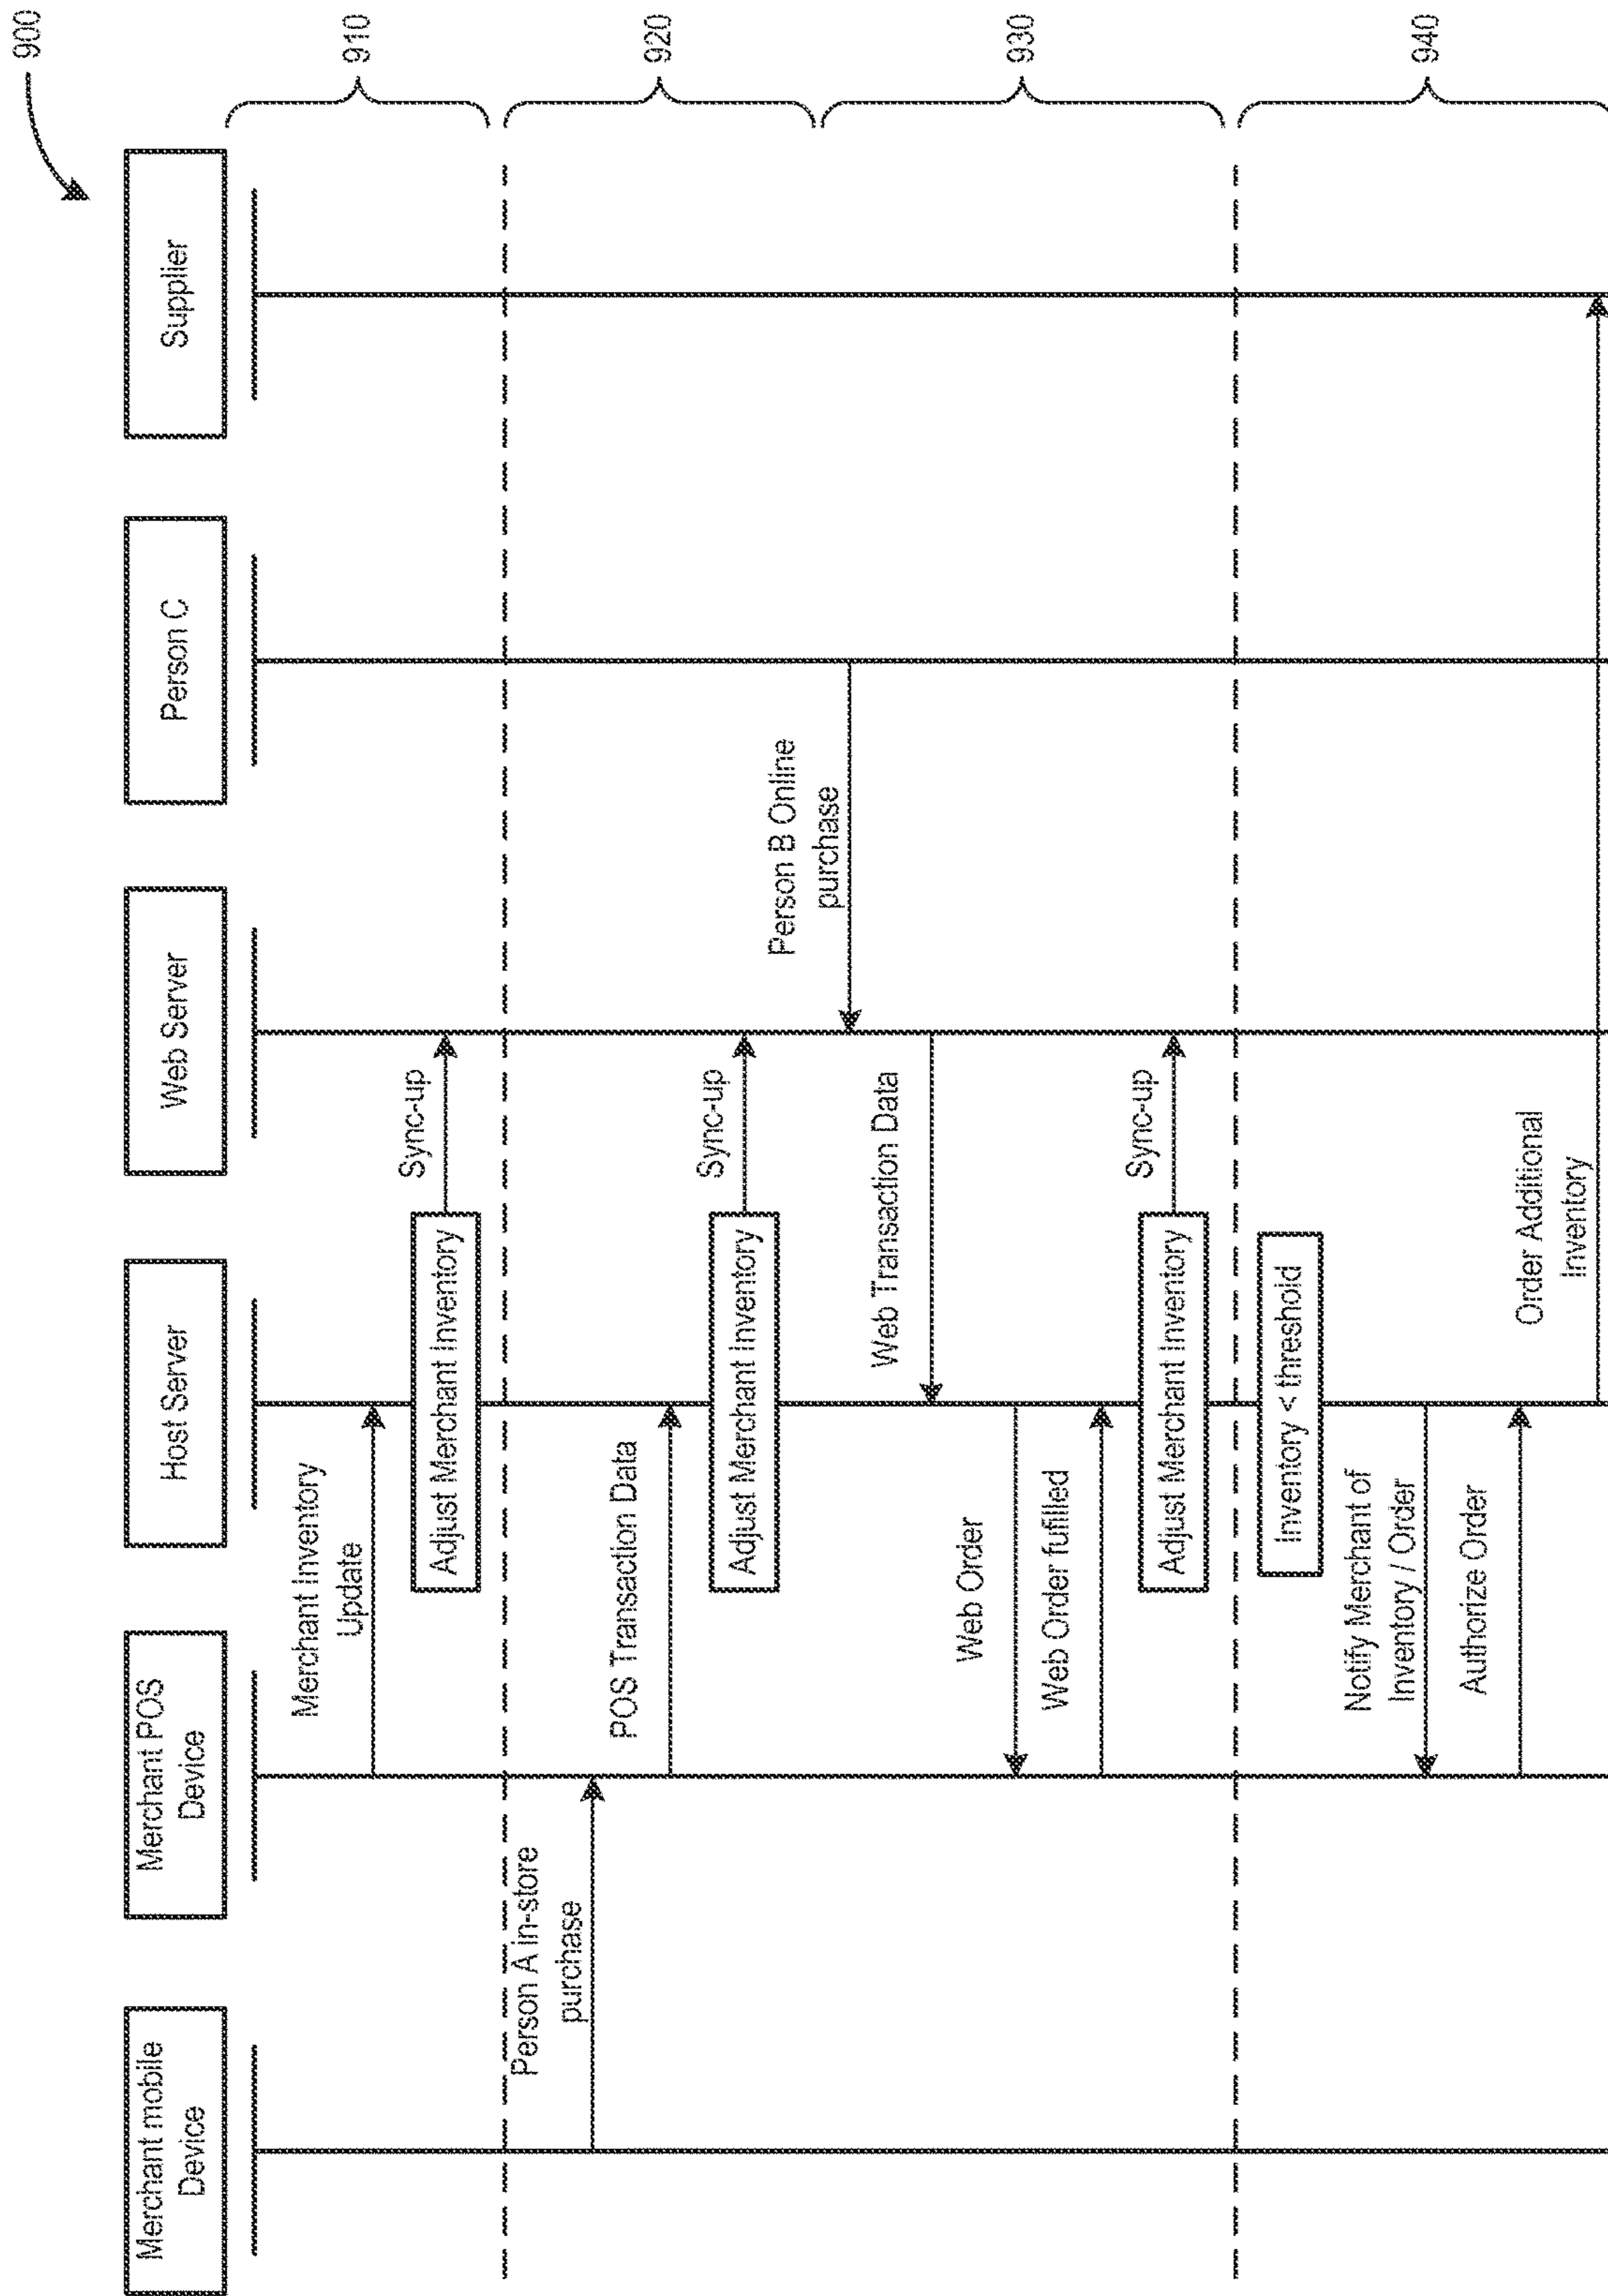 900
Merchant mobile
Device
Merchant POS
Device
Host Server
Web Server
Person C
Supplier
910
Merchant Inventory
Update
Adjust Merchant Inventory
Sync-up
920
Person A in-store
purchase
POS Transaction Data
Adjust Merchant Inventory
Sync-up
930
Person B Online
purchase
Web Transaction Data
Web Order
Web Order fufilled
Adjust Merchant Inventory
Sync-up
940
Inventory < threshold
Notify Merchant of
Inventory / Order
Authorize Order
Order Additional
Inventory